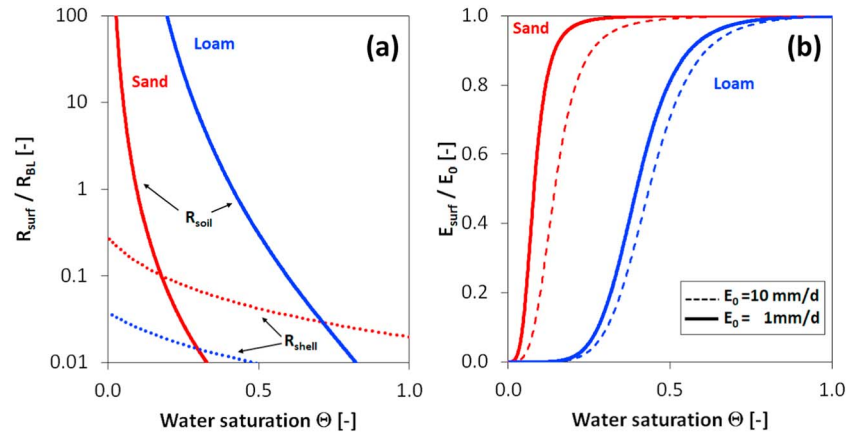 100
10
1
0.1
0.01
R_surf / R_BL [-]
(a)
Loam
Sand
R_soil
R_shell
0.0
0.5
1.0
Water saturation Θ [-]
1.0
0.8
0.6
0.4
0.2
0.0
E_surf / E_0 [-]
Sand
(b)
Loam
E_0 =10 mm/d
E_0 = 1mm/d
0.0
0.5
1.0
Water saturation Θ [-]